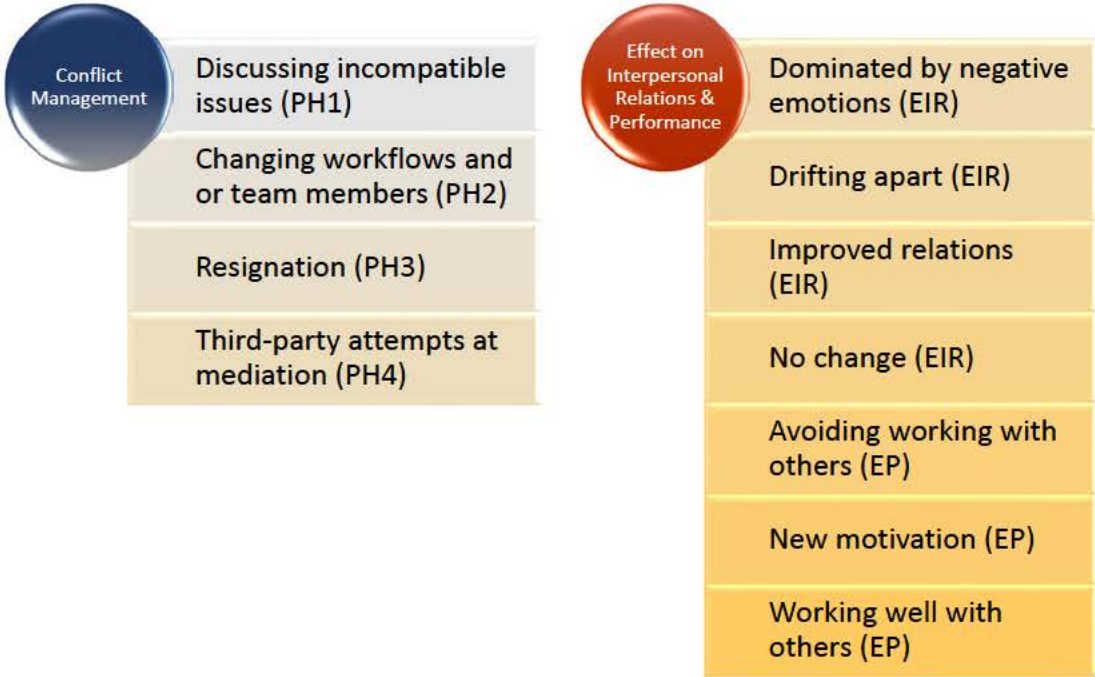 Conflict
Management
Discussing incompatible
issues (PH1)
Changing workflows and
or team members (PH2)
Resignation (PH3)
Third-party attempts at
mediation (PH4)
Effect on
Interpersonal
Relations &
Performance
Dominated by negative
emotions (EIR)
Drifting apart (EIR)
Improved relations
(EIR)
No change (EIR)
Avoiding working with
others (EP)
New motivation (EP)
Working well with
others (EP)